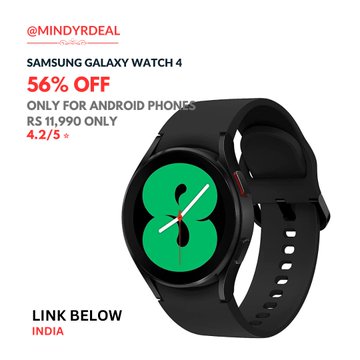 @MINDYRDEAL
SAMSUNG GALAXY WATCH 4
56% OFF
ONLY FOR ANDROID PHONES
RS 11,990 ONLY
4.2/5 ⭐
LINK BELOW
INDIA